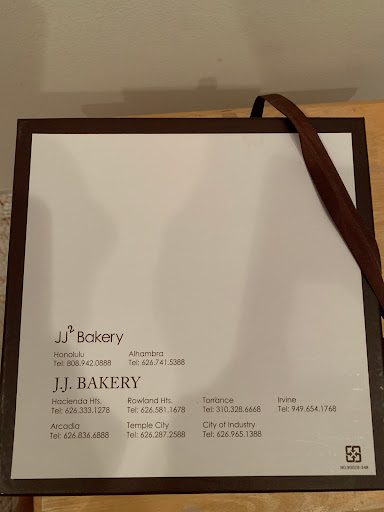 JJ² Bakery
Honolulu Alhambra
Tel: 808.942.0888 Tel: 626.741.5388
J.J. BAKERY
Hacienda Hts. Rowland Hts. Torrance Irvine
Tel: 626.333.1278 Tel: 626.581.1678 Tel: 310.328.6668 Tel: 949.654.1768
Arcadia Temple City City of Industry
Tel: 626.836.6888 Tel: 626.287.2588 Tel: 626.965.1388